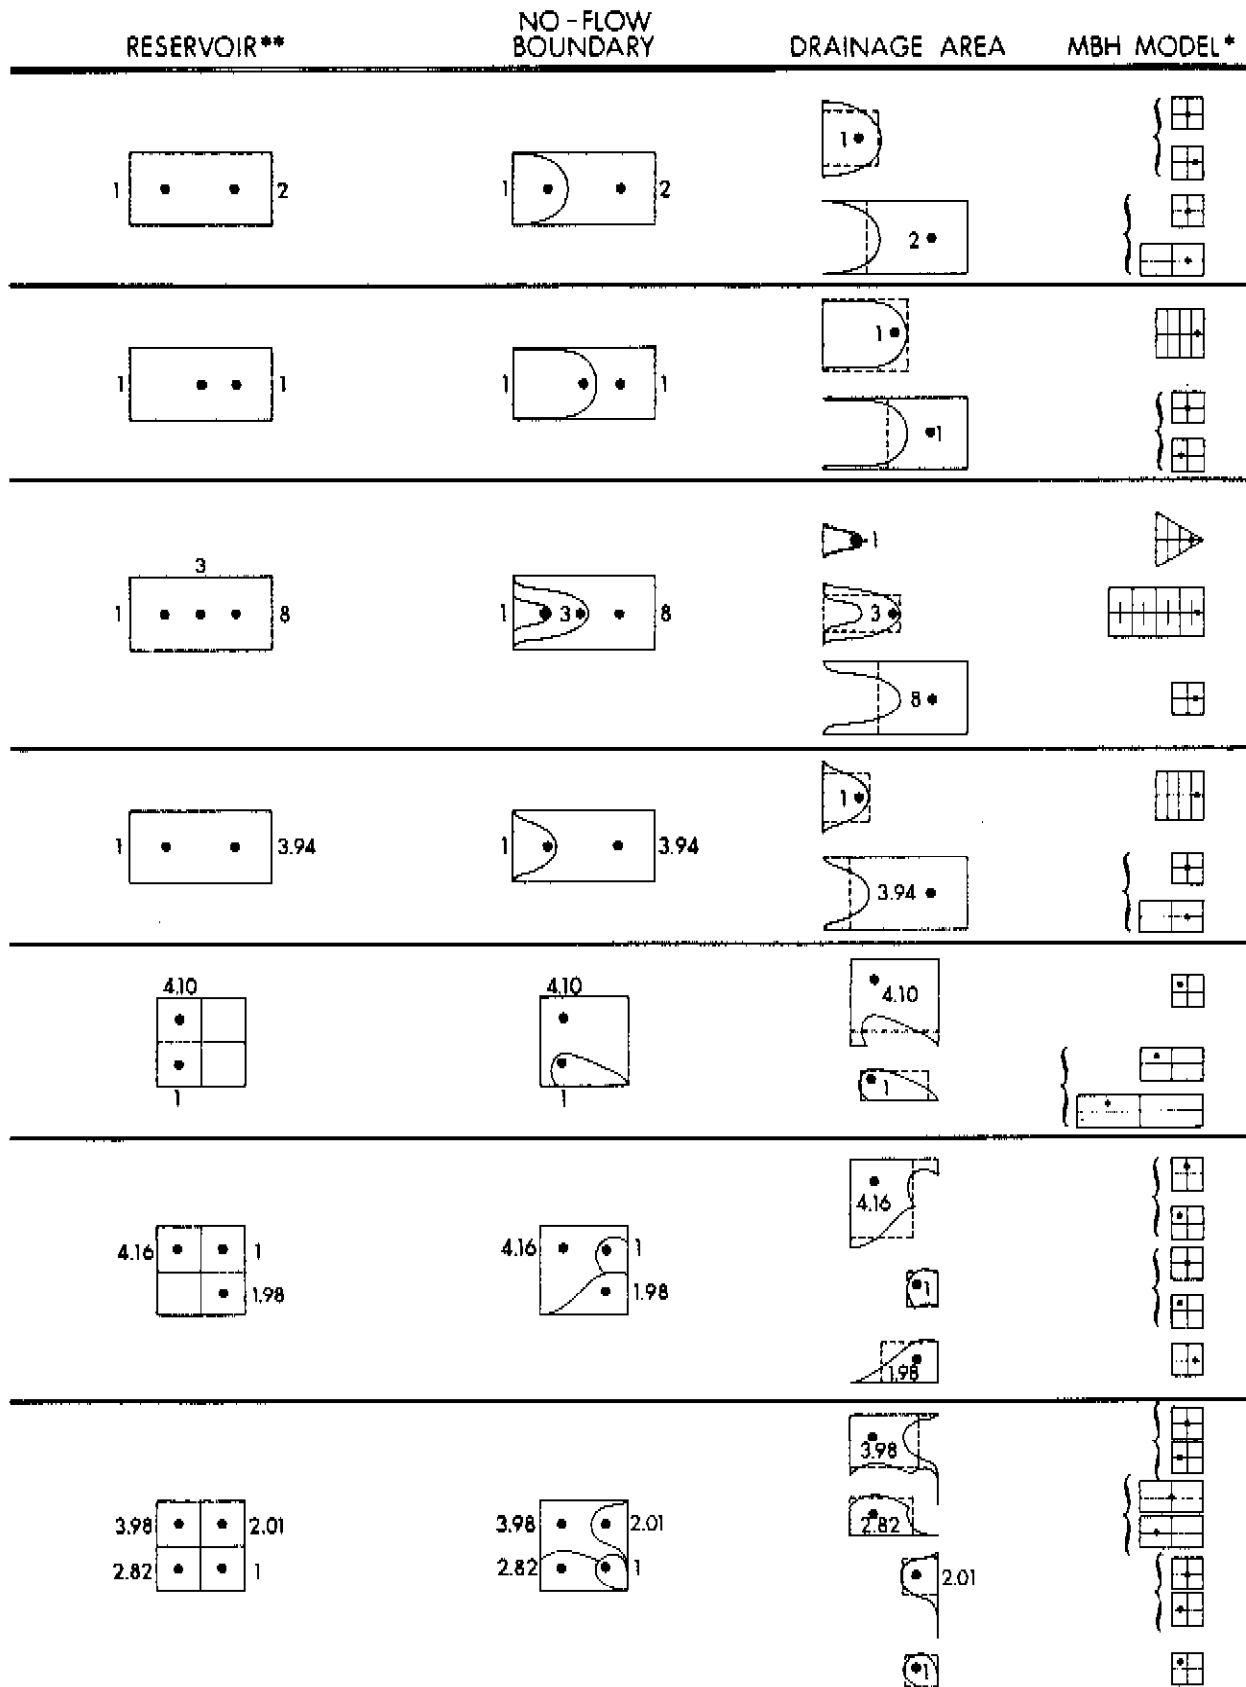 RESERVOIR** NO-FLOW BOUNDARY DRAINAGE AREA MBH MODEL*
1 2 1 2 1
2
1 1 1 1 1
1
3
1 8 1 3 8 1
3
8
1 3.94 1 3.94 1
3.94
4.10 4.10 4.10
1 1 1
4.16 1 4.16 1 4.16
1.98 1.98 1
1.98
3.98 2.01 3.98 2.01 3.98
2.82 1 2.82 1 2.82
2.01
1